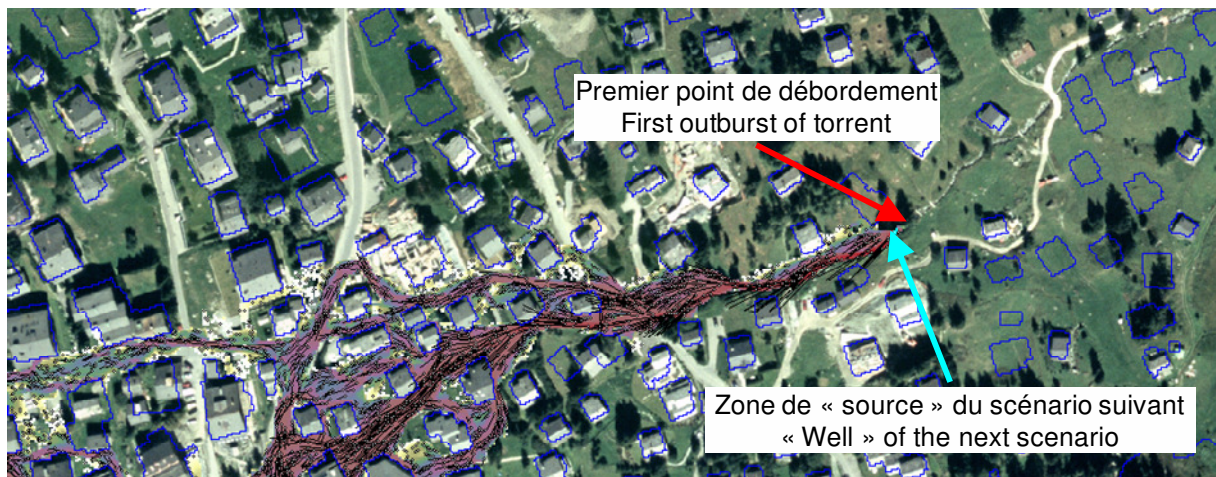 Premier point de débordement
First outburst of torrent
Zone de « source » du scénario suivant
« Well » of the next scenario